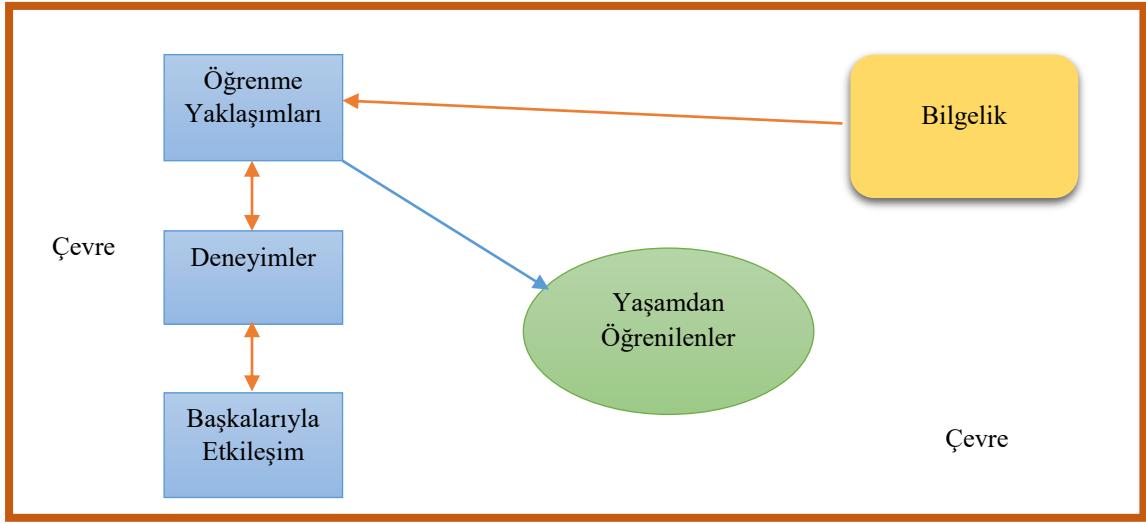 Öğrenme
Yaklaşımları
Bilgelik
Çevre
Deneyimler
Yaşamdan
Öğrenilenler
Başkalarıyla
Etkileşim
Çevre